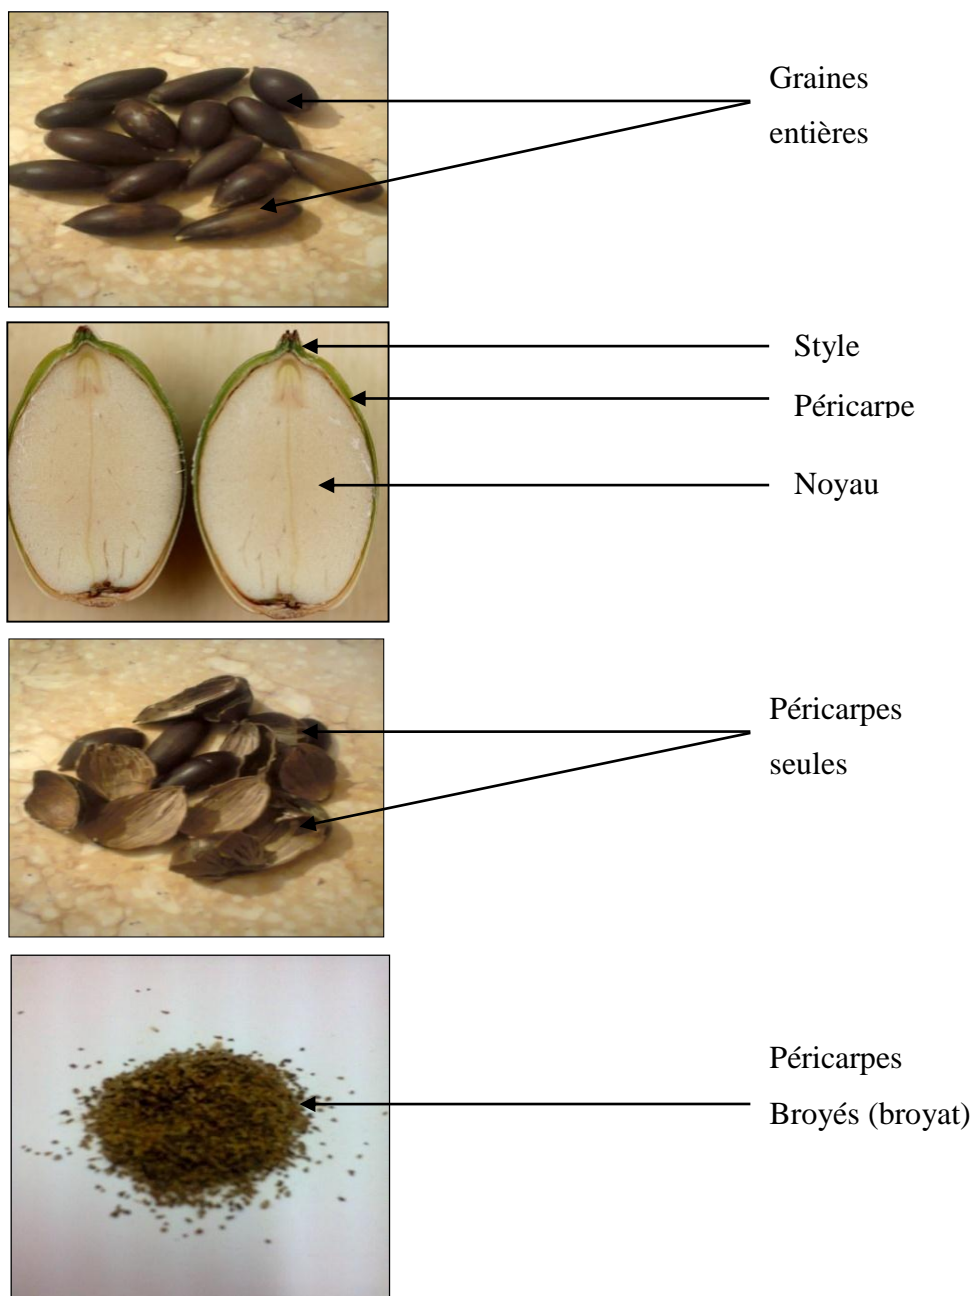 Graines
entières
Style
Péricarpe
Noyau
Péricarpes
seules
Péricarpes
Broyés (broyat)